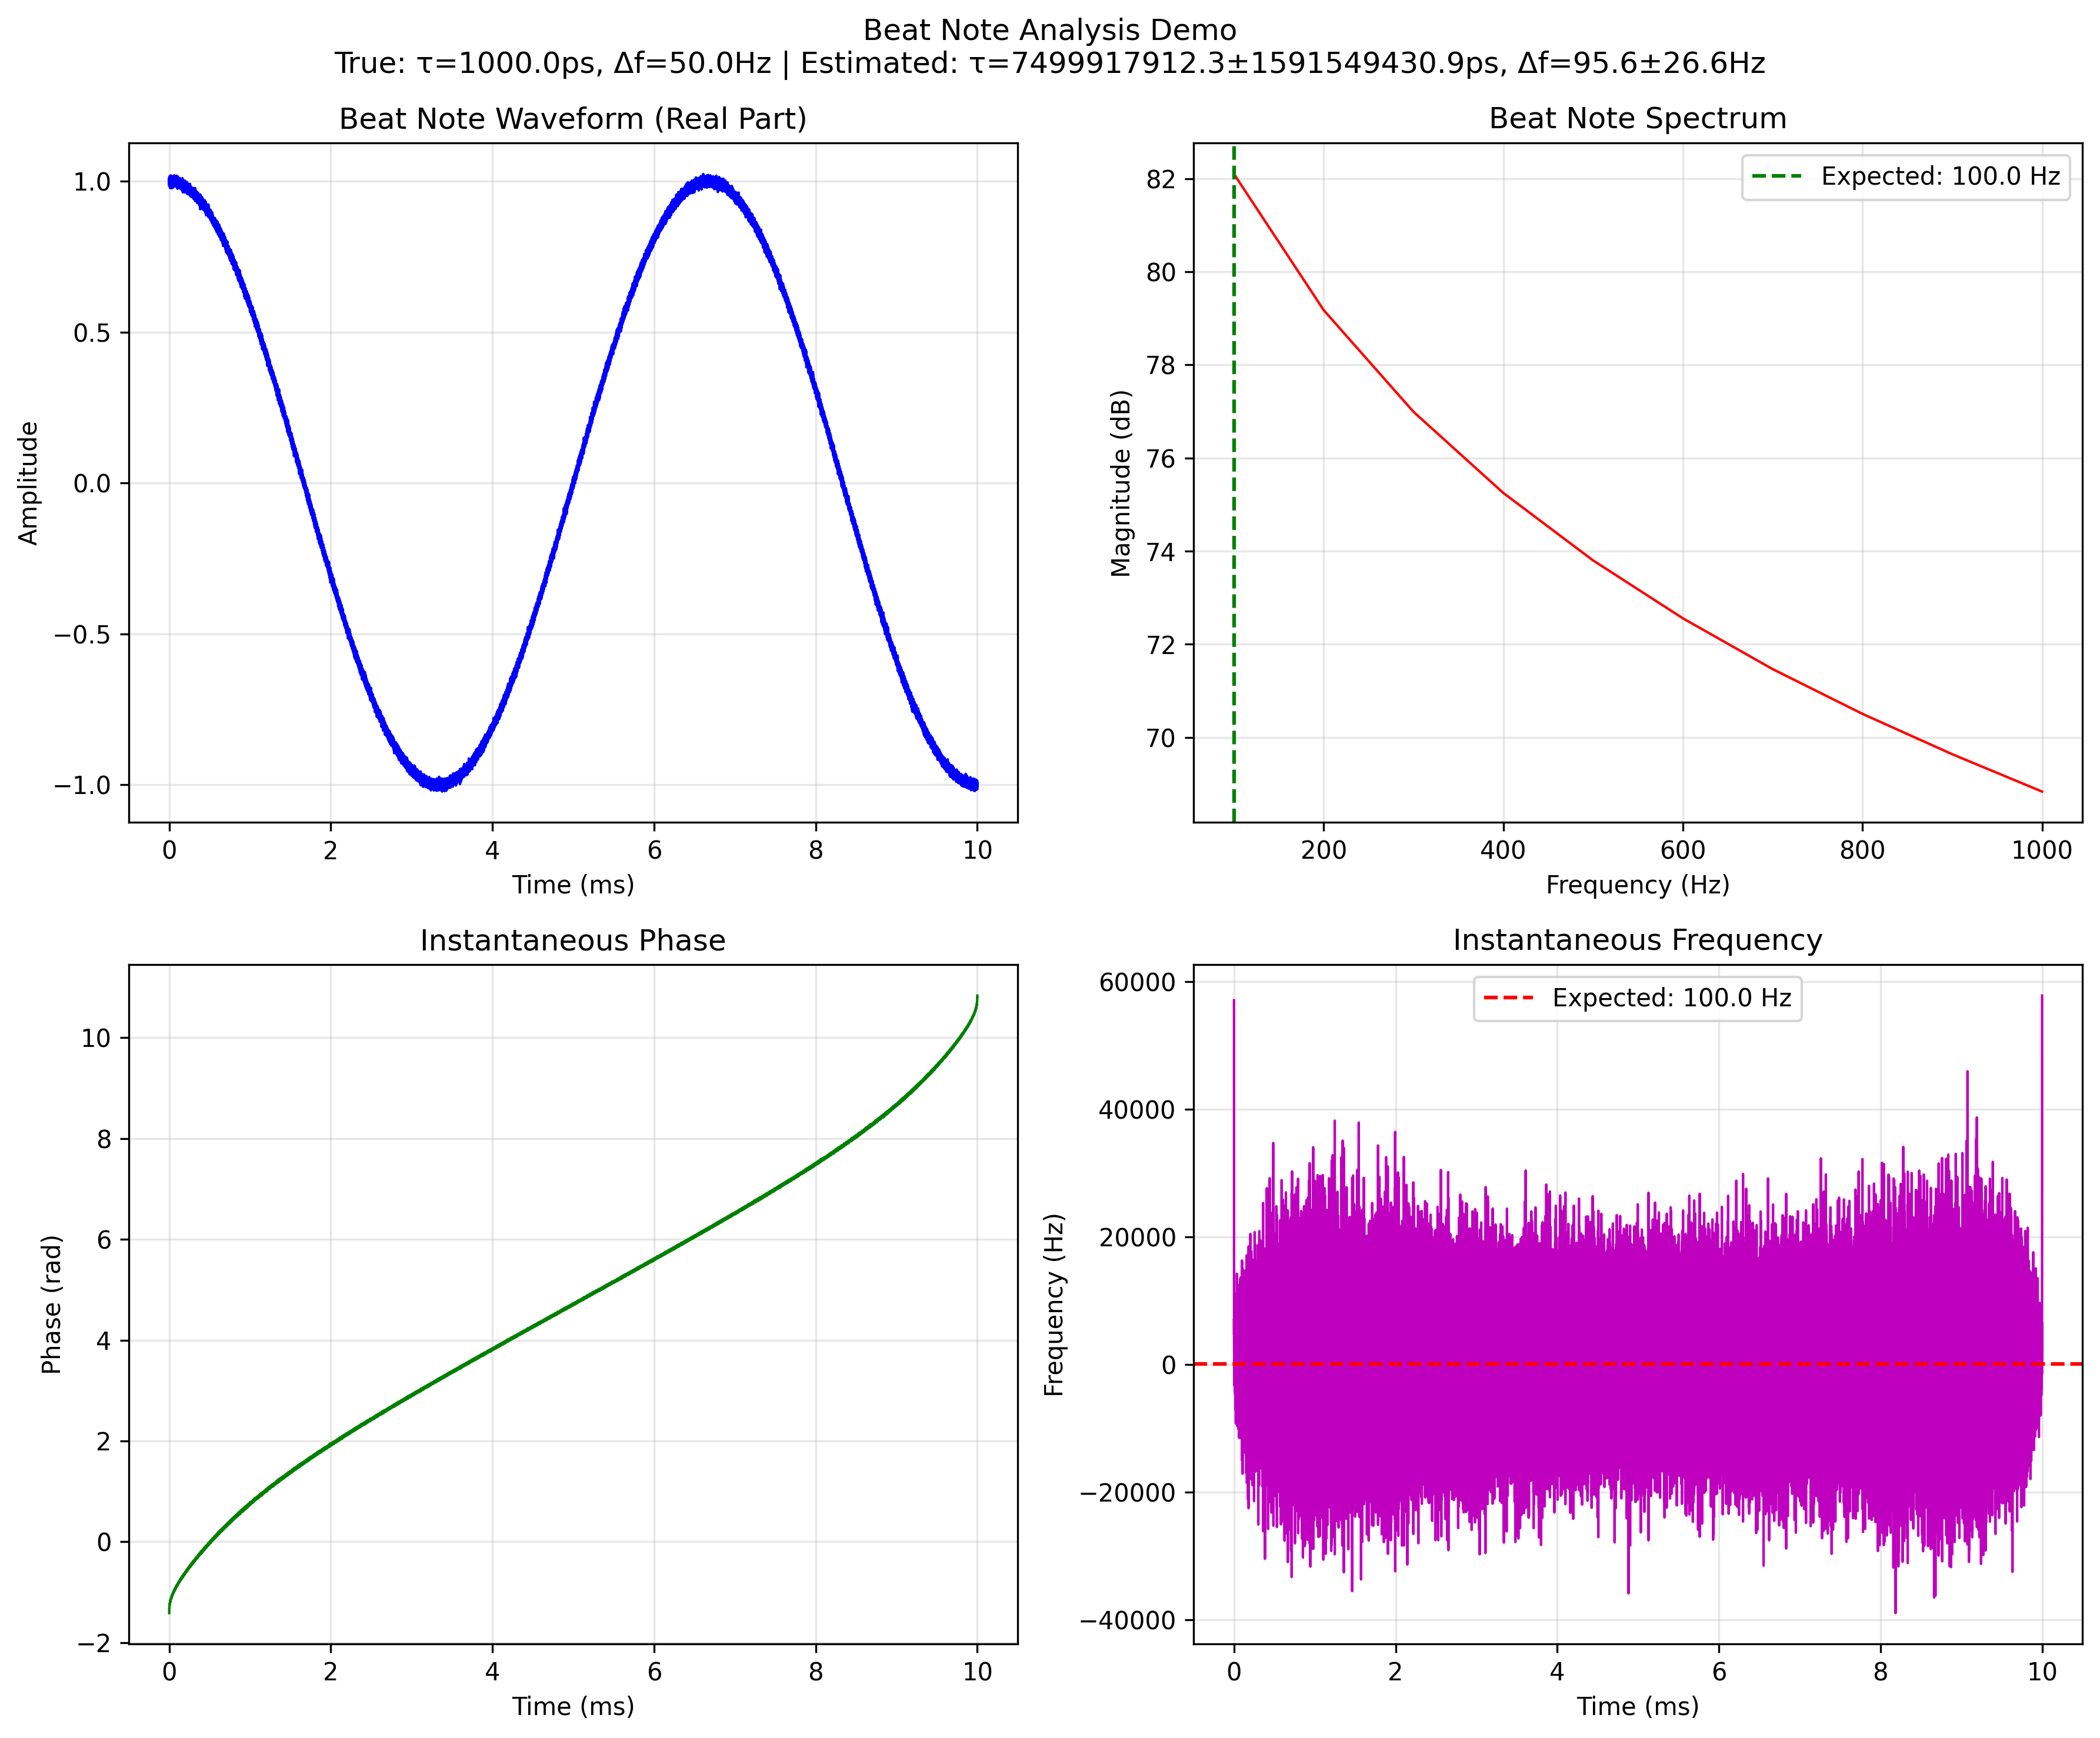 Beat Note Analysis Demo
True: τ=1000.0ps, Δf=50.0Hz | Estimated: τ=7499917912.3±1591549430.9ps, Δf=95.6±26.6Hz
Beat Note Waveform (Real Part)
1.0
0.5
0.0
−0.5
−1.0
Amplitude
0 2 4 6 8 10
Time (ms)
Beat Note Spectrum
Expected: 100.0 Hz
82
80
78
76
74
72
70
Magnitude (dB)
200 400 600 800 1000
Frequency (Hz)
Instantaneous Phase
10
8
6
4
2
0
−2
Phase (rad)
0 2 4 6 8 10
Time (ms)
Instantaneous Frequency
Expected: 100.0 Hz
60000
40000
20000
0
−20000
−40000
Frequency (Hz)
0 2 4 6 8 10
Time (ms)